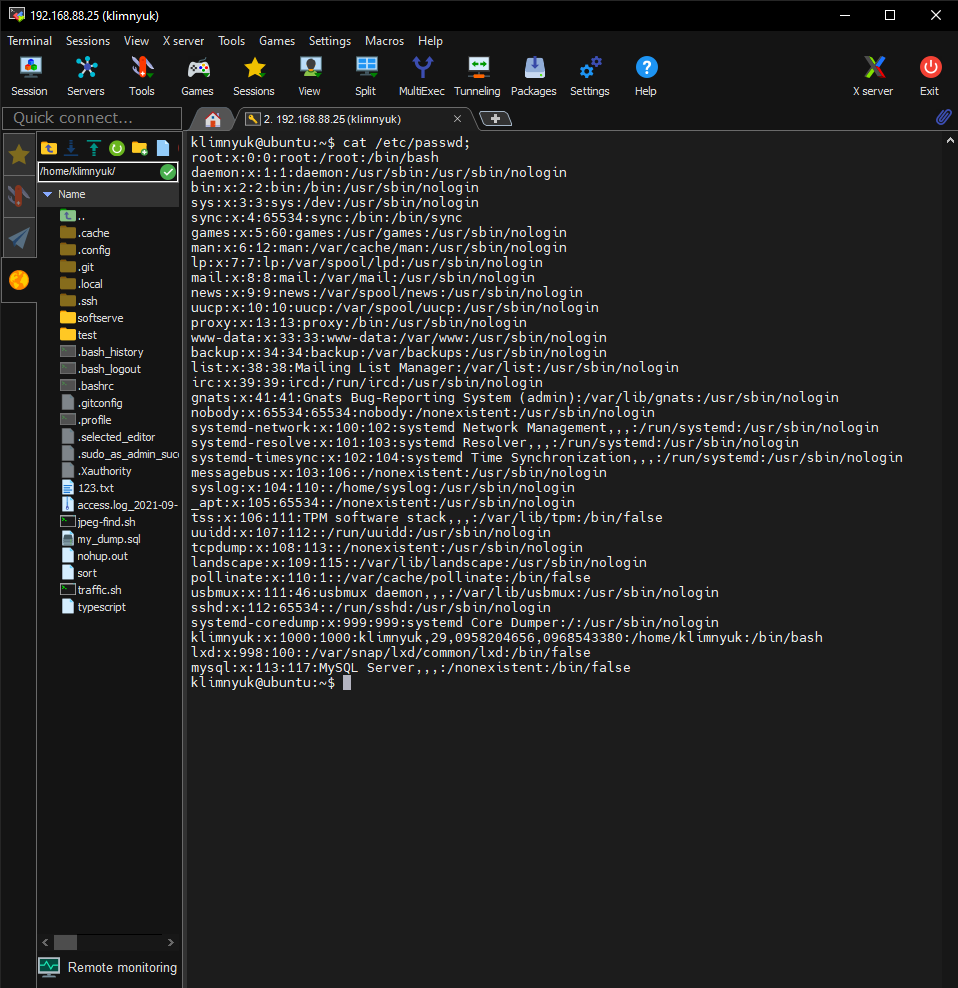 192.168.88.25 (klimnyuk)
Terminal Sessions View X server Tools Games Settings Macros Help
Session Servers Tools Games Sessions View Split MultiExec Tunneling Packages Settings Help X server Exit
Quick connect...
2. 192.168.88.25 (klimnyuk)
/home/klimnyuk/
Name
..
.cache
.config
.git
.local
.ssh
softserve
test
.bash_history
.bash_logout
.bashrc
.gitconfig
.profile
.selected_editor
.sudo_as_admin_succ
.Xauthority
123.txt
access.log_2021-09-
jpeg-find.sh
my_dump.sql
nohup.out
sort
traffic.sh
typescript
Remote monitoring
klimnyuk@ubuntu:~$ cat /etc/passwd;
root:x:0:0:root:/root:/bin/bash
daemon:x:1:1:daemon:/usr/sbin:/usr/sbin/nologin
bin:x:2:2:bin:/bin:/usr/sbin/nologin
sys:x:3:3:sys:/dev:/usr/sbin/nologin
sync:x:4:65534:sync:/bin:/bin/sync
games:x:5:60:games:/usr/games:/usr/sbin/nologin
man:x:6:12:man:/var/cache/man:/usr/sbin/nologin
lp:x:7:7:lp:/var/spool/lpd:/usr/sbin/nologin
mail:x:8:8:mail:/var/mail:/usr/sbin/nologin
news:x:9:9:news:/var/spool/news:/usr/sbin/nologin
uucp:x:10:10:uucp:/var/spool/uucp:/usr/sbin/nologin
proxy:x:13:13:proxy:/bin:/usr/sbin/nologin
www-data:x:33:33:www-data:/var/www:/usr/sbin/nologin
backup:x:34:34:backup:/var/backups:/usr/sbin/nologin
list:x:38:38:Mailing List Manager:/var/list:/usr/sbin/nologin
irc:x:39:39:ircd:/run/ircd:/usr/sbin/nologin
gnats:x:41:41:Gnats Bug-Reporting System (admin):/var/lib/gnats:/usr/sbin/nologin
nobody:x:65534:65534:nobody:/nonexistent:/usr/sbin/nologin
systemd-network:x:100:102:systemd Network Management,,,:/run/systemd:/usr/sbin/nologin
systemd-resolve:x:101:103:systemd Resolver,,,:/run/systemd:/usr/sbin/nologin
systemd-timesync:x:102:104:systemd Time Synchronization,,,:/run/systemd:/usr/sbin/nologin
messagebus:x:103:106::/nonexistent:/usr/sbin/nologin
syslog:x:104:110::/home/syslog:/usr/sbin/nologin
_apt:x:105:65534::/nonexistent:/usr/sbin/nologin
tss:x:106:111:TPM software stack,,,:/var/lib/tpm:/bin/false
uuidd:x:107:112::/run/uuidd:/usr/sbin/nologin
tcpdump:x:108:113::/nonexistent:/usr/sbin/nologin
landscape:x:109:115::/var/lib/landscape:/usr/sbin/nologin
pollinate:x:110:1::/var/cache/pollinate:/bin/false
usbmux:x:111:46:usbmux daemon,,,:/var/lib/usbmux:/usr/sbin/nologin
sshd:x:112:65534::/run/sshd:/usr/sbin/nologin
systemd-coredump:x:999:999:systemd Core Dumper:/:/usr/sbin/nologin
klimnyuk:x:1000:1000:klimnyuk,29,0958204656,0968543380:/home/klimnyuk:/bin/bash
lxd:x:998:100::/var/snap/lxd/common/lxd:/bin/false
mysql:x:113:117:MySQL Server,,,:/nonexistent:/bin/false
klimnyuk@ubuntu:~$